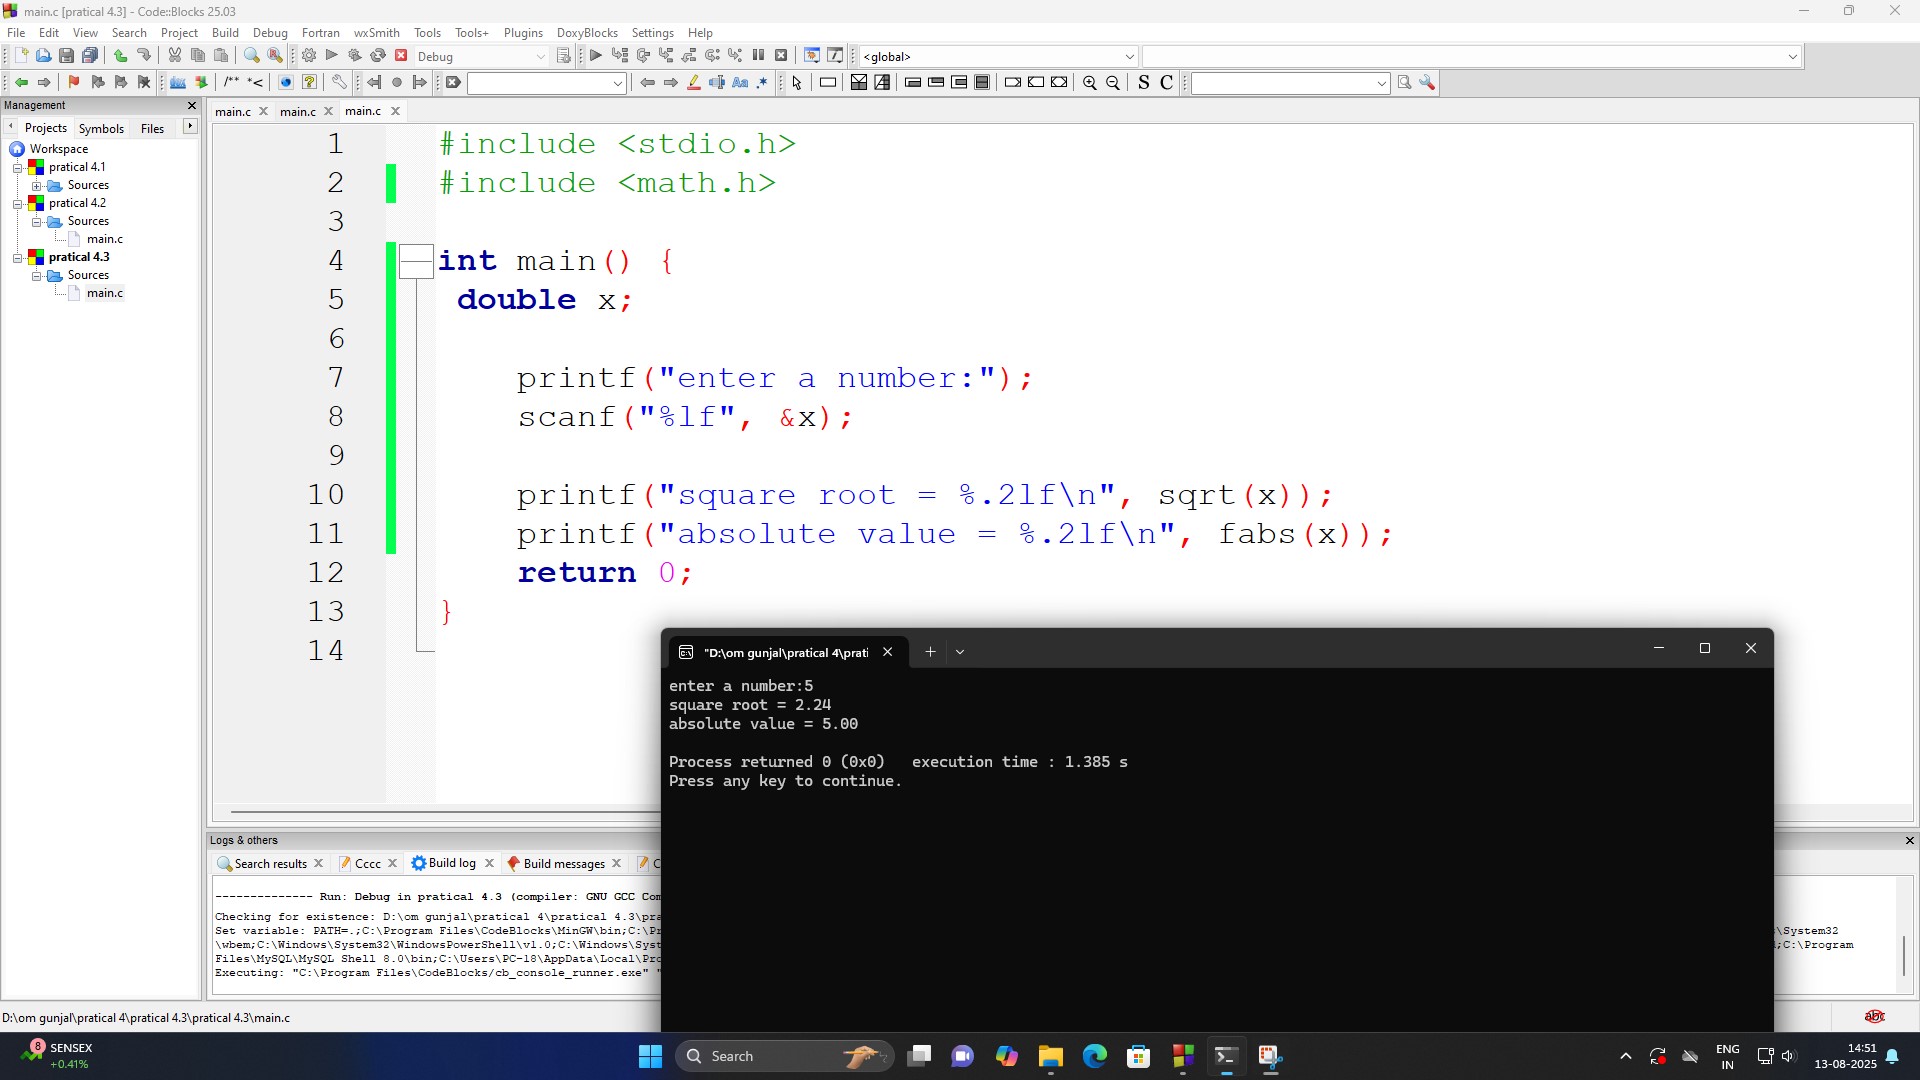 main.c [pratical 4.3] - Code::Blocks 25.03
File Edit View Search Project Build Debug Fortran wxSmith Tools Tools+ Plugins DoxyBlocks Settings Help
Debug
<global>
/** *<
Aa .*
S C
Management
Projects Symbols Files
Workspace
pratical 4.1
Sources
pratical 4.2
Sources
main.c
pratical 4.3
Sources
main.c
main.c main.c main.c
1 #include <stdio.h>
2 #include <math.h>
3
4 int main() {
5 double x;
6
7 printf("enter a number:");
8 scanf("%lf", &x);
9
10 printf("square root = %.2lf\n", sqrt(x));
11 printf("absolute value = %.2lf\n", fabs(x));
12 return 0;
13 }
14
"D:\om gunjal\pratical 4\prati
enter a number:5
square root = 2.24
absolute value = 5.00
Process returned 0 (0x0) execution time : 1.385 s
Press any key to continue.
Logs & others
Search results Cccc Build log Build messages C
-------------- Run: Debug in pratical 4.3 (compiler: GNU GCC Com
Checking for existence: D:\om gunjal\pratical 4\pratical 4.3\pra
Set variable: PATH=.;C:\Program Files\CodeBlocks\MinGW\bin;C:\Pr \System32
\wbem;C:\Windows\System32\WindowsPowerShell\v1.0;C:\Windows\Syst ;C:\Program
Files\MySQL\MySQL Shell 8.0\bin;C:\Users\PC-18\AppData\Local\Pro
Executing: "C:\Program Files\CodeBlocks/cb_console_runner.exe" "
D:\om gunjal\pratical 4\pratical 4.3\pratical 4.3\main.c
abc
8
SENSEX
+0.41%
Search
ENG
IN
14:51
13-08-2025